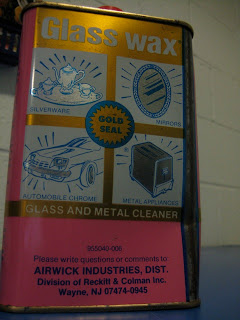 Glass wax
SILVERWARE
MIRRORS
GOLD
SEAL
AUTOMOBILE CHROME
METAL APPLIANCES
GLASS AND METAL CLEANER
955040-006
Please write questions or comments to:
AIRWICK INDUSTRIES, DIST.
Division of Reckitt & Colman Inc.
Wayne, NJ 07474-0945